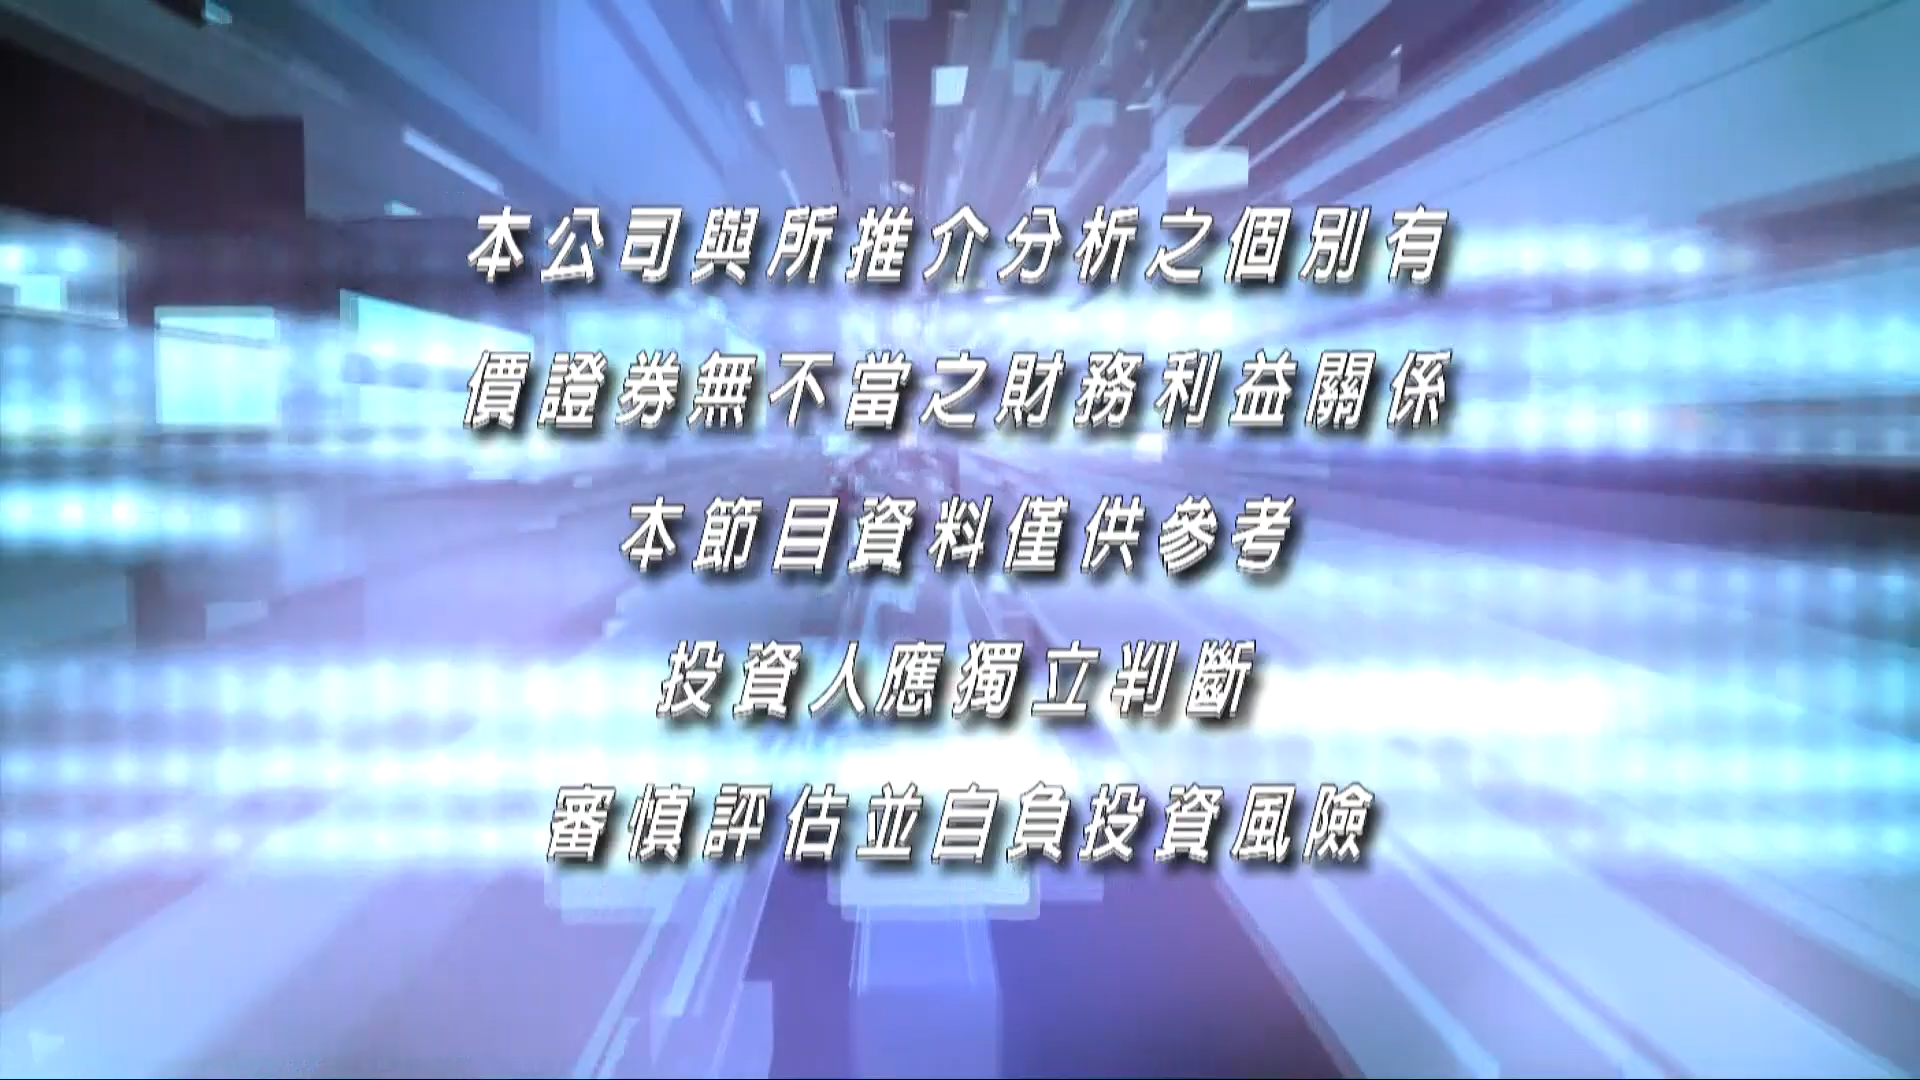 本公司與所推介分析之個別有
價證券無不當之財務利益關係
本節目資料僅供參考
投資人應獨立判斷
審慎評估並自負投資風險